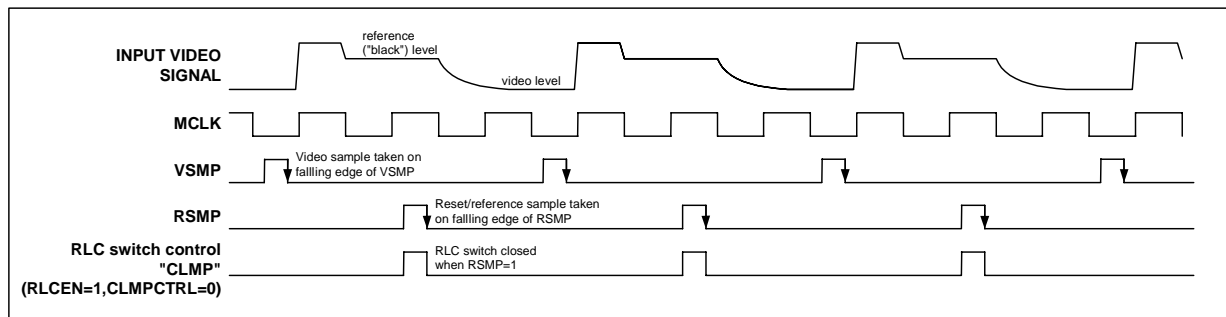 reference
("black") level
INPUT VIDEO
SIGNAL
video level
MCLK
Video sample taken on
fallling edge of VSMP
VSMP
Reset/reference sample taken
on fallling edge of RSMP
RSMP
RLC switch control
"CLMP"
(RLCEN=1,CLMPCTRL=0)
RLC switch closed
when RSMP=1